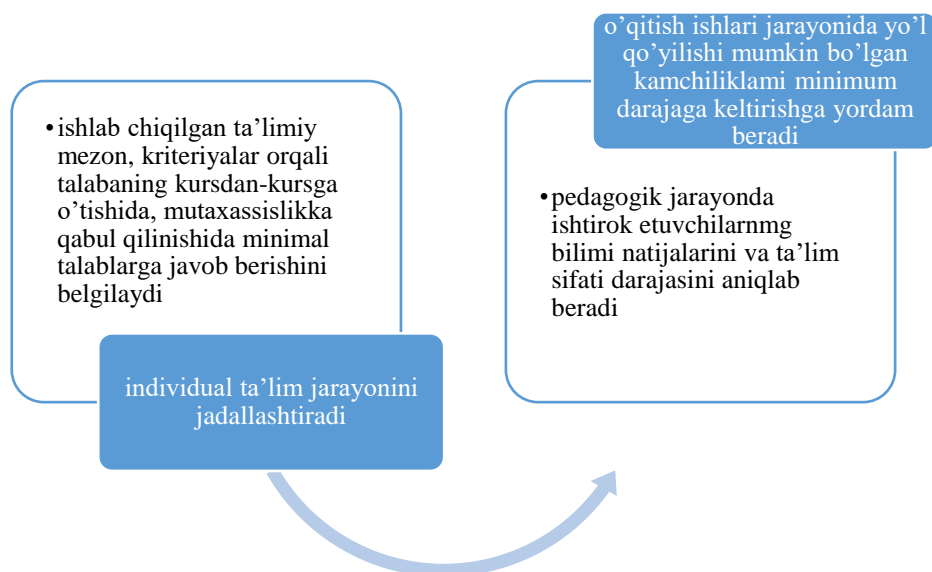 •ishlab chiqilgan ta’limiy
mezon, kriteriyalar orqali
talabaning kursdan-kursga
o’tishida, mutaxassislikka
qabul qilinishida minimal
talablarga javob berishini
belgilaydi
individual ta’lim jarayonini
jadallashtiradi
o’qitish ishlari jarayonida yo’l
qo’yilishi mumkin bo’lgan
kamchiliklami minimum
darajaga keltirishga yordam
beradi
•pedagogik jarayonda
ishtirok etuvchilarnmg
bilimi natijalarini va ta’lim
sifati darajasini aniqlab
beradi